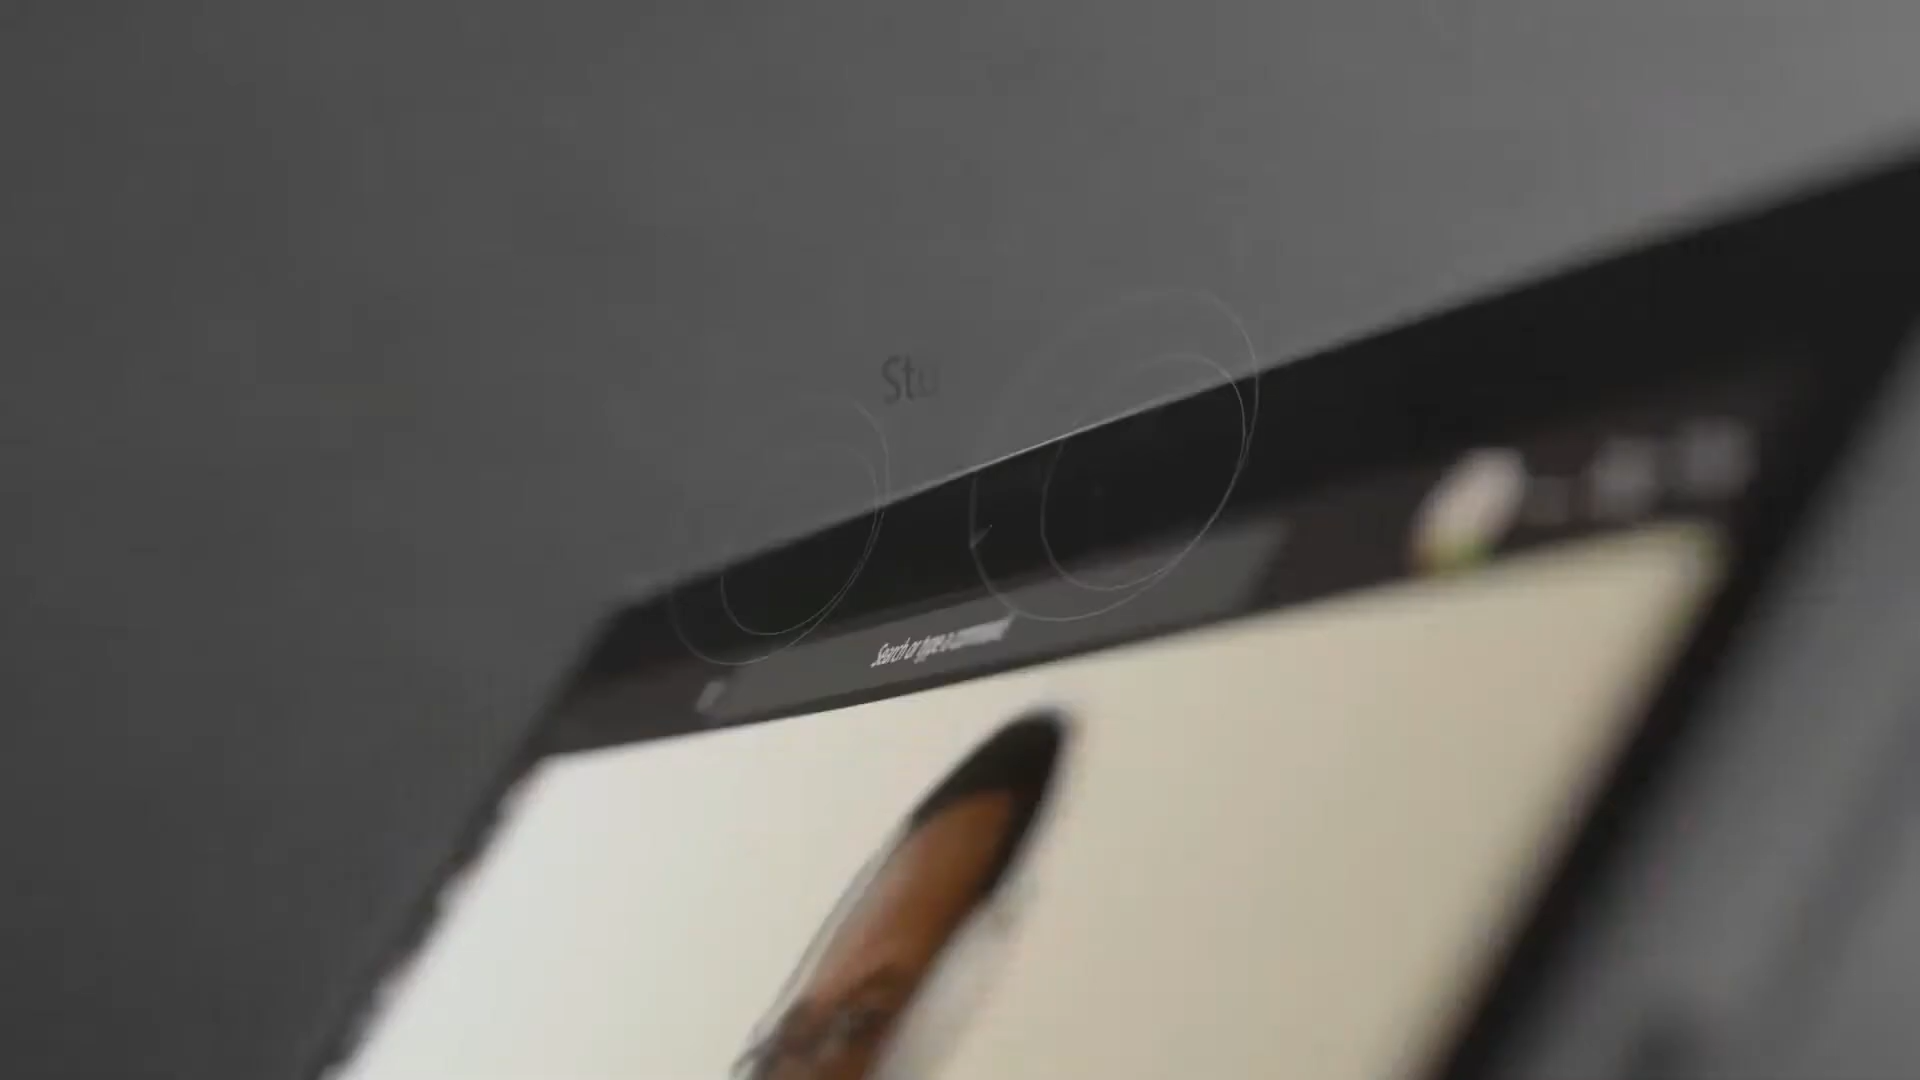 Stu
Search or type a command